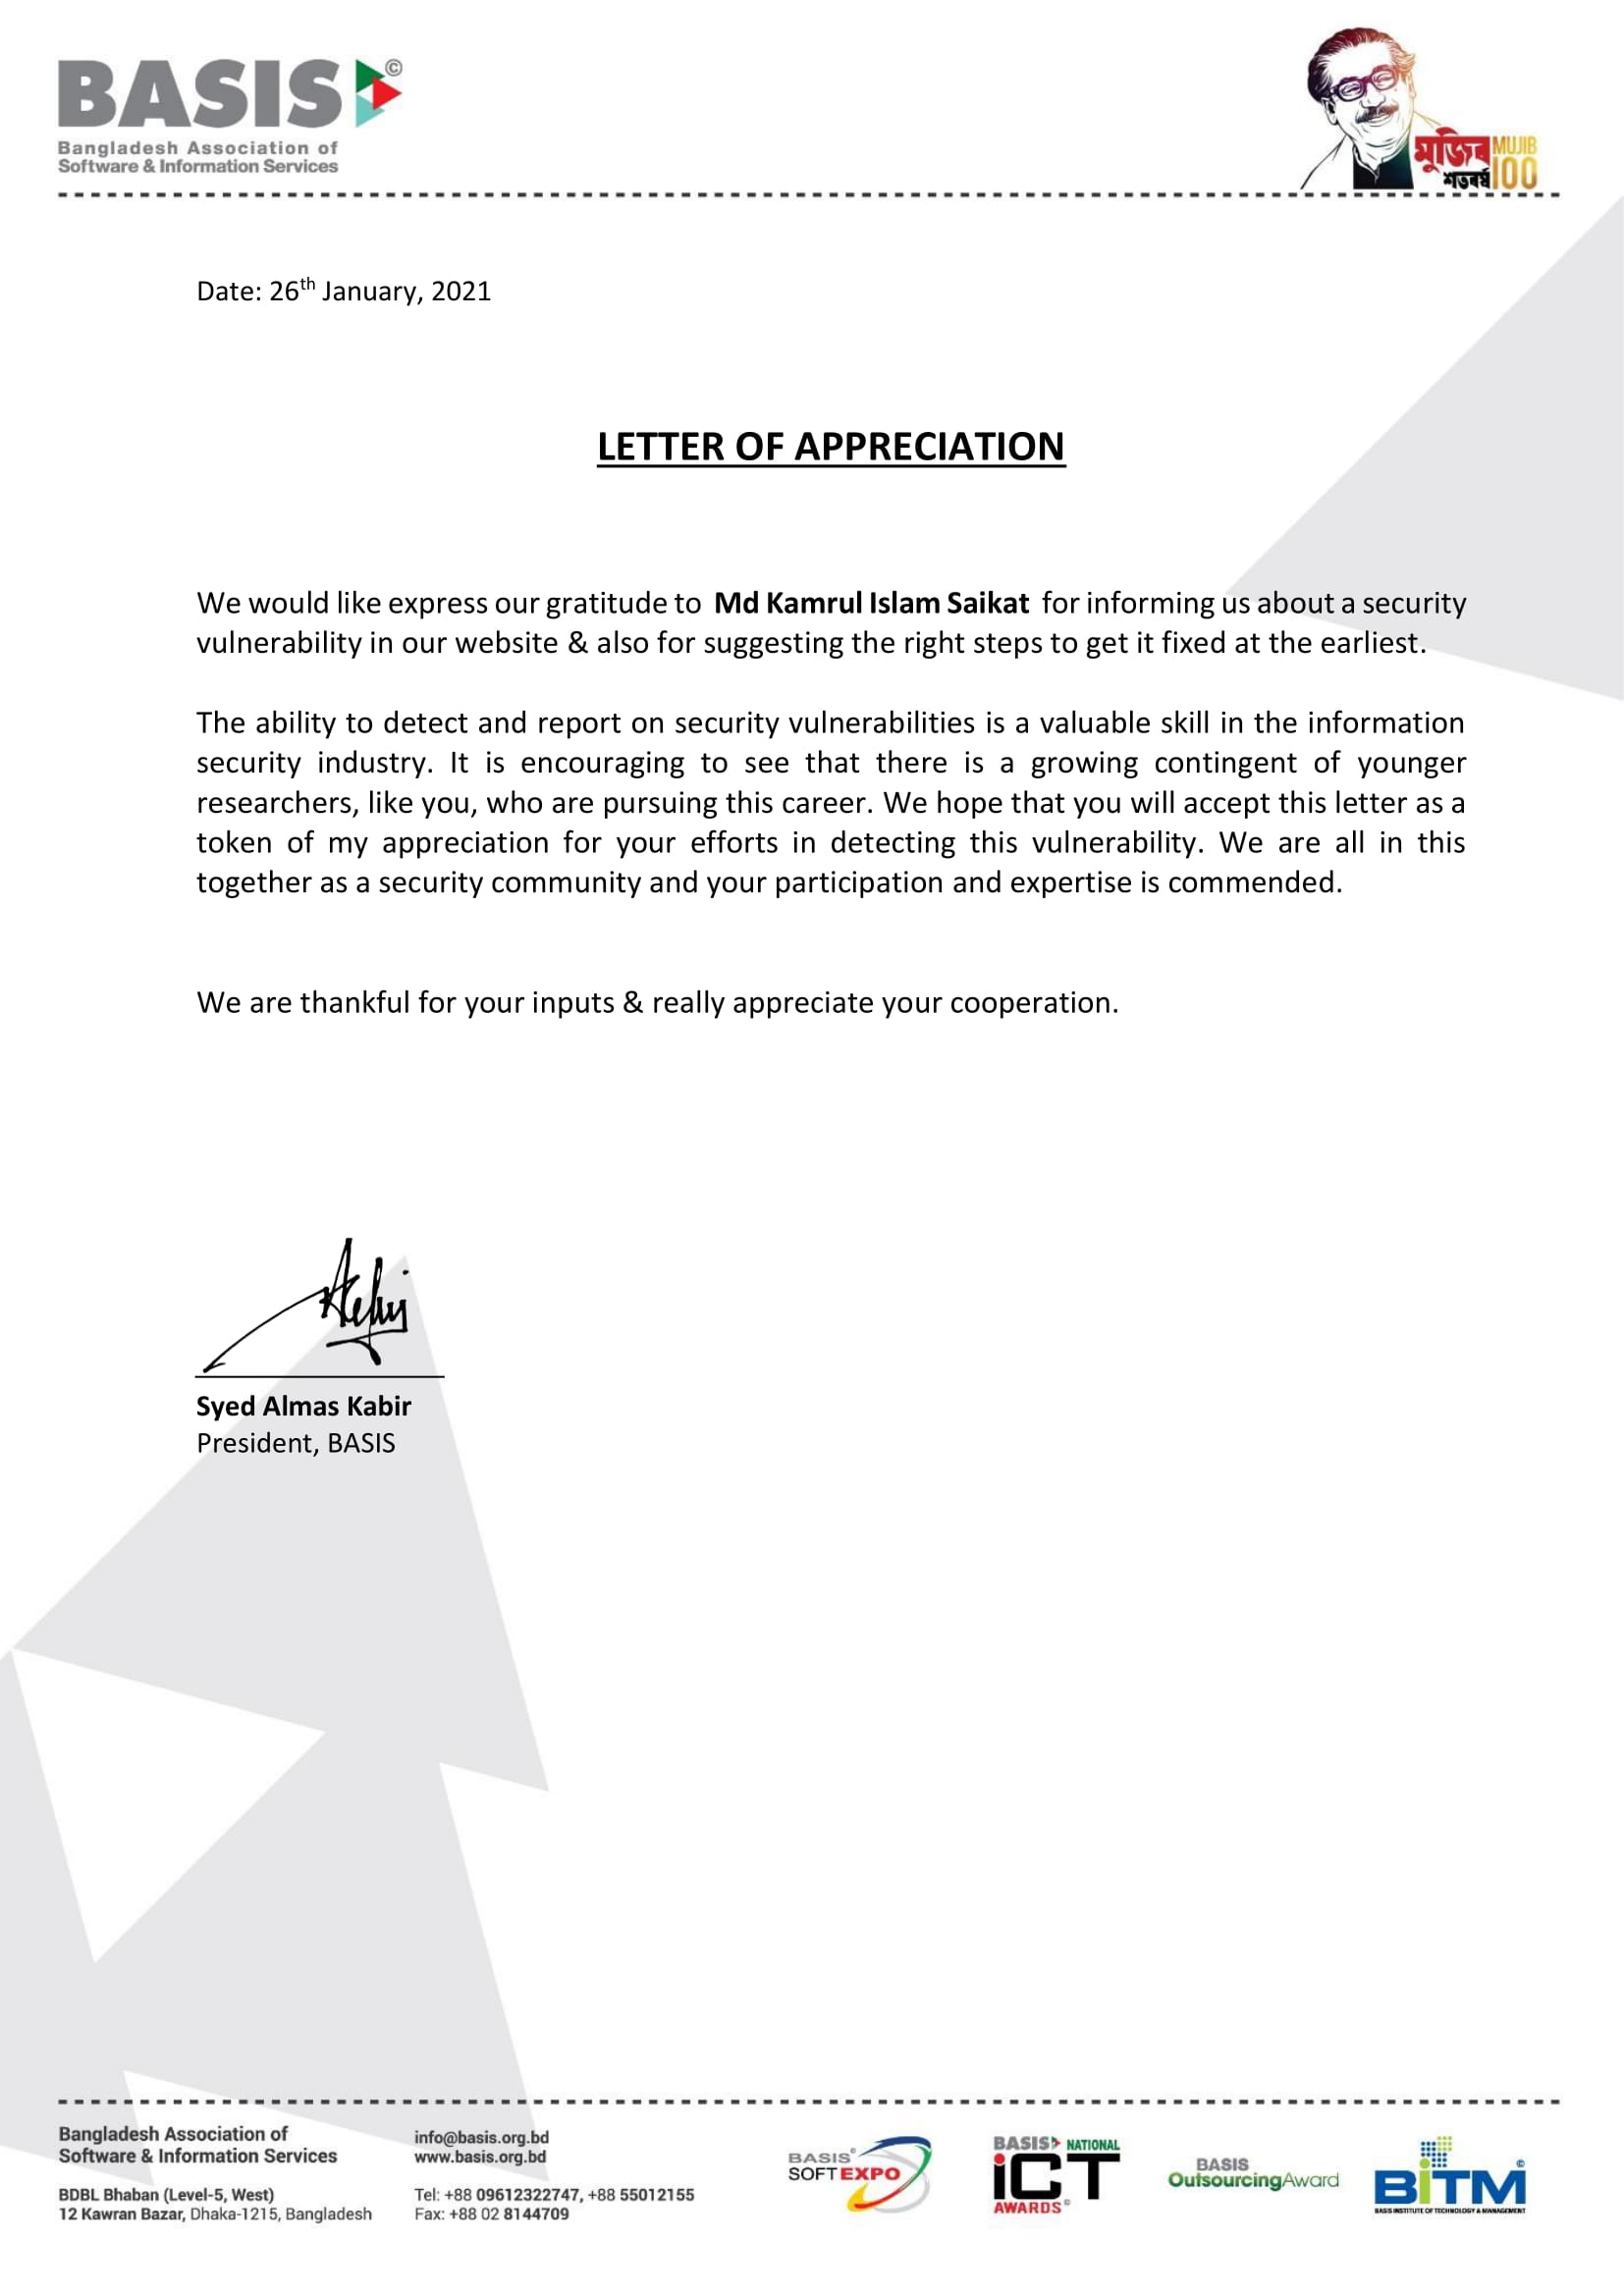 BASIS©
Bangladesh Association of
Software & Information Services
মুজিব MUJIB
শতবর্ষ 100
Date: 26th January, 2021
LETTER OF APPRECIATION
We would like express our gratitude to Md Kamrul Islam Saikat for informing us about a security
vulnerability in our website & also for suggesting the right steps to get it fixed at the earliest.
The ability to detect and report on security vulnerabilities is a valuable skill in the information
security industry. It is encouraging to see that there is a growing contingent of younger
researchers, like you, who are pursuing this career. We hope that you will accept this letter as a
token of my appreciation for your efforts in detecting this vulnerability. We are all in this
together as a security community and your participation and expertise is commended.
We are thankful for your inputs & really appreciate your cooperation.
Syed Almas Kabir
President, BASIS
Bangladesh Association of
Software & Information Services
BDBL Bhaban (Level-5, West)
12 Kawran Bazar, Dhaka-1215, Bangladesh
info@basis.org.bd
www.basis.org.bd
Tel: +88 09612322747, +88 55012155
Fax: +88 02 8144709
BASIS®
SOFTEXPO
BASIS NATIONAL
iCT
AWARDS©
BASIS
OutsourcingAward
BiTM©
BASIS INSTITUTE OF TECHNOLOGY & MANAGEMENT